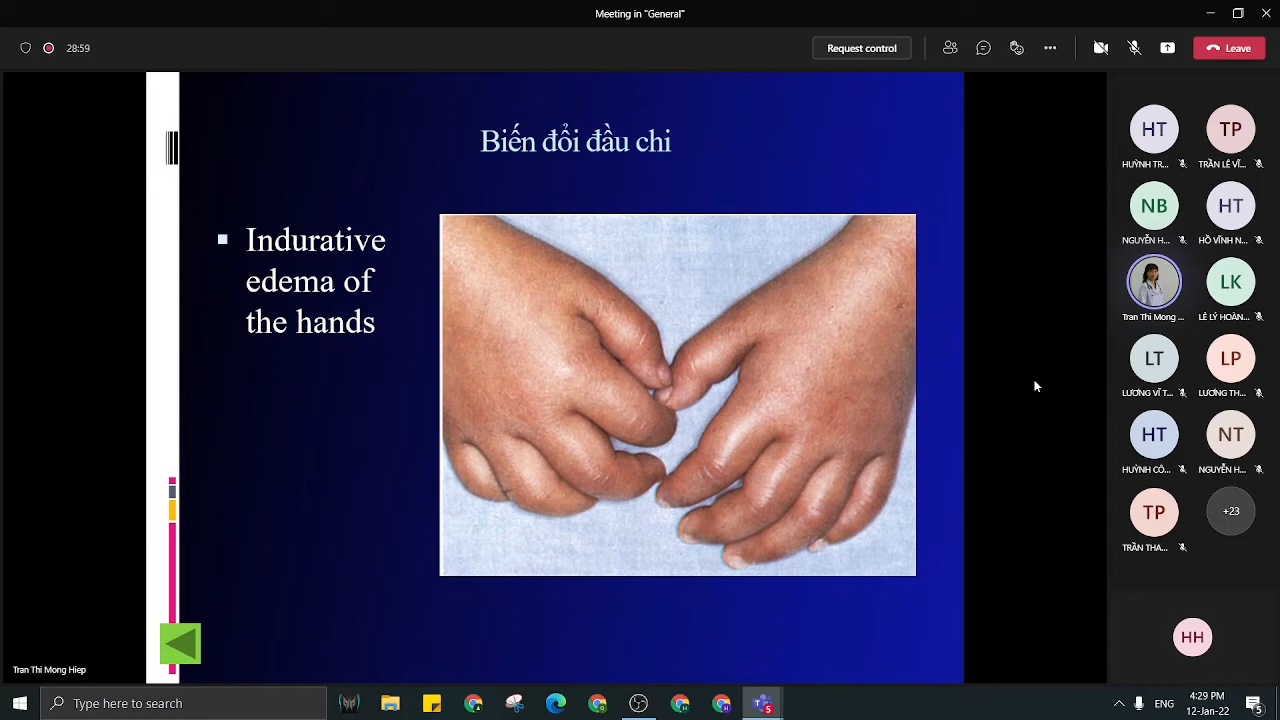 Meeting in "General"
28:59
Request control
Leave
Biến đổi đầu chi
Indurative
edema of
the hands
HT
TP
HUỲNH TR...
TRẦN LÊ VĨ...
NB
HT
NGUYỄN H...
HỒ VĨNH N...
LK
Tran Thi Mong ...
LÊ LÝ HOÀN...
LT
LP
LƯƠNG VĨ T...
LƯƠNG TH...
HT
NT
HUỲNH CÔ...
NGUYỄN H...
TP
+23
TRẦN THA...
HH
Tran Thi Mong Hiep
Type here to search
5
ENG
4:29 PM
12-Jan-22
5